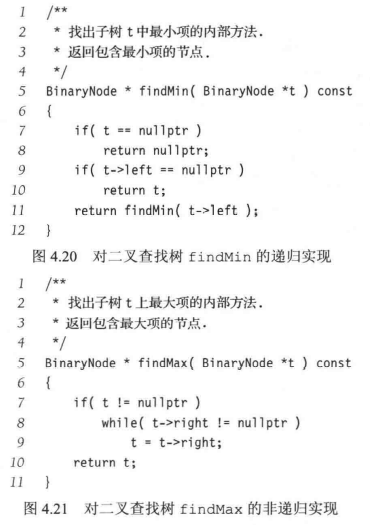 1 /**
2 * 找出子树 t 中最小项的内部方法.
3 * 返回包含最小项的节点.
4 */
5 BinaryNode * findMin( BinaryNode *t ) const
6 {
7 if( t == nullptr )
8 return nullptr;
9 if( t->left == nullptr )
10 return t;
11 return findMin( t->left );
12 }
图 4.20 对二叉查找树 findMin 的递归实现
1 /**
2 * 找出子树 t 上最大项的内部方法.
3 * 返回包含最大项的节点.
4 */
5 BinaryNode * findMax( BinaryNode *t ) const
6 {
7 if( t != nullptr )
8 while( t->right != nullptr )
9 t = t->right;
10 return t;
11 }
图 4.21 对二叉查找树 findMax 的非递归实现